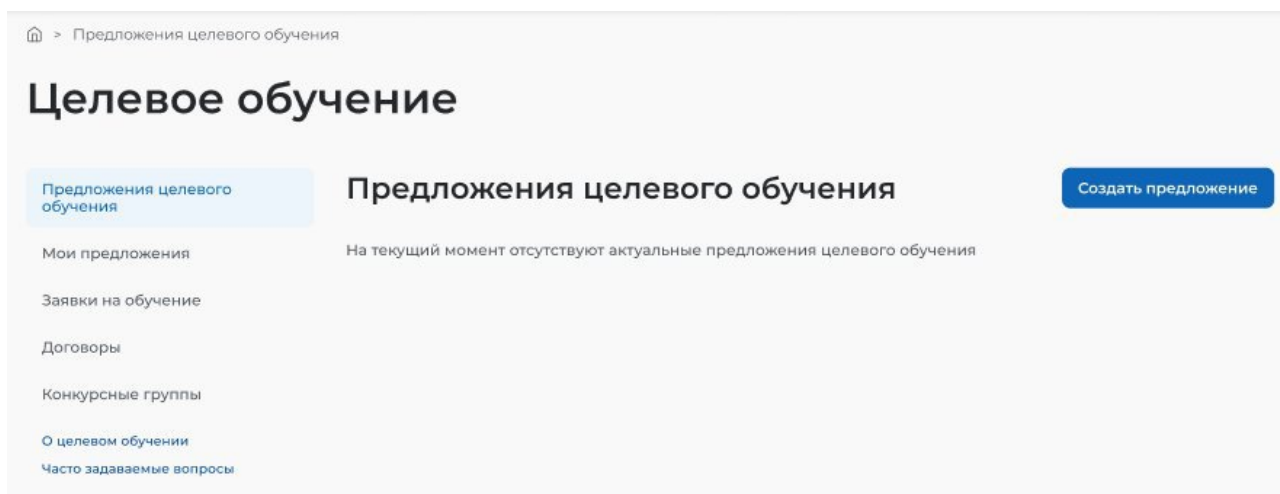 > Предложения целевого обучения
Целевое обучение
Предложения целевого
обучения
Мои предложения
Заявки на обучение
Договоры
Конкурсные группы
О целевом обучении
Часто задаваемые вопросы
Предложения целевого обучения
Создать предложение
На текущий момент отсутствуют актуальные предложения целевого обучения